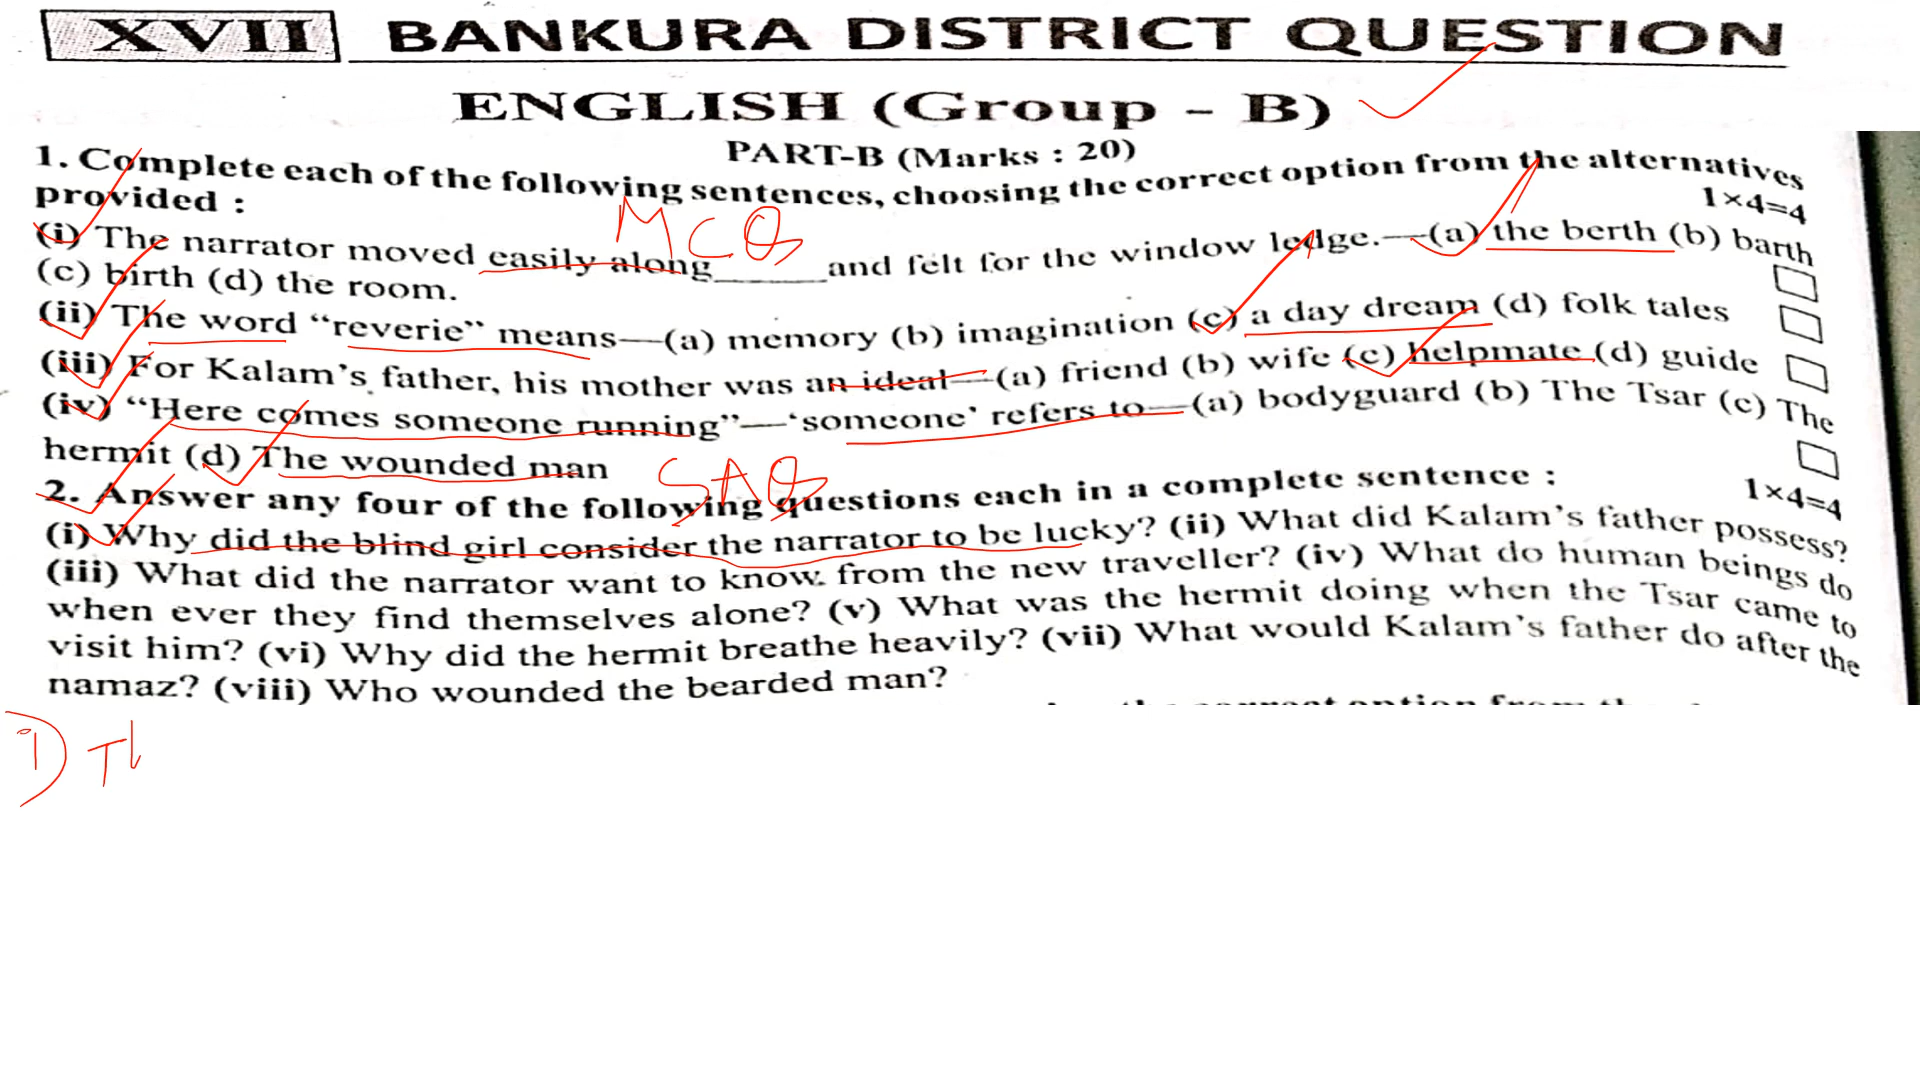 XVII BANKURA DISTRICT QUESTION
ENGLISH (Group - B)
PART-B (Marks : 20)
1. Complete each of the following sentences, choosing the correct option from the alternatives
provided : 1×4=4
MCQ
(i) The narrator moved easily along______and felt for the window ledge.—(a) the berth (b) barth
(c) birth (d) the room.
(ii) The word “reverie” means—(a) memory (b) imagination (c) a day dream (d) folk tales
(iii) For Kalam’s father, his mother was an ideal—(a) friend (b) wife (c) helpmate (d) guide
(iv) “Here comes someone running”—‘someone’ refers to—(a) bodyguard (b) The Tsar (c) The
hermit (d) The wounded man
SAQ
2. Answer any four of the following questions each in a complete sentence : 1×4=4
(i) Why did the blind girl consider the narrator to be lucky? (ii) What did Kalam’s father possess?
(iii) What did the narrator want to know from the new traveller? (iv) What do human beings do
when ever they find themselves alone? (v) What was the hermit doing when the Tsar came to
visit him? (vi) Why did the hermit breathe heavily? (vii) What would Kalam’s father do after the
namaz? (viii) Who wounded the bearded man?
i) Th